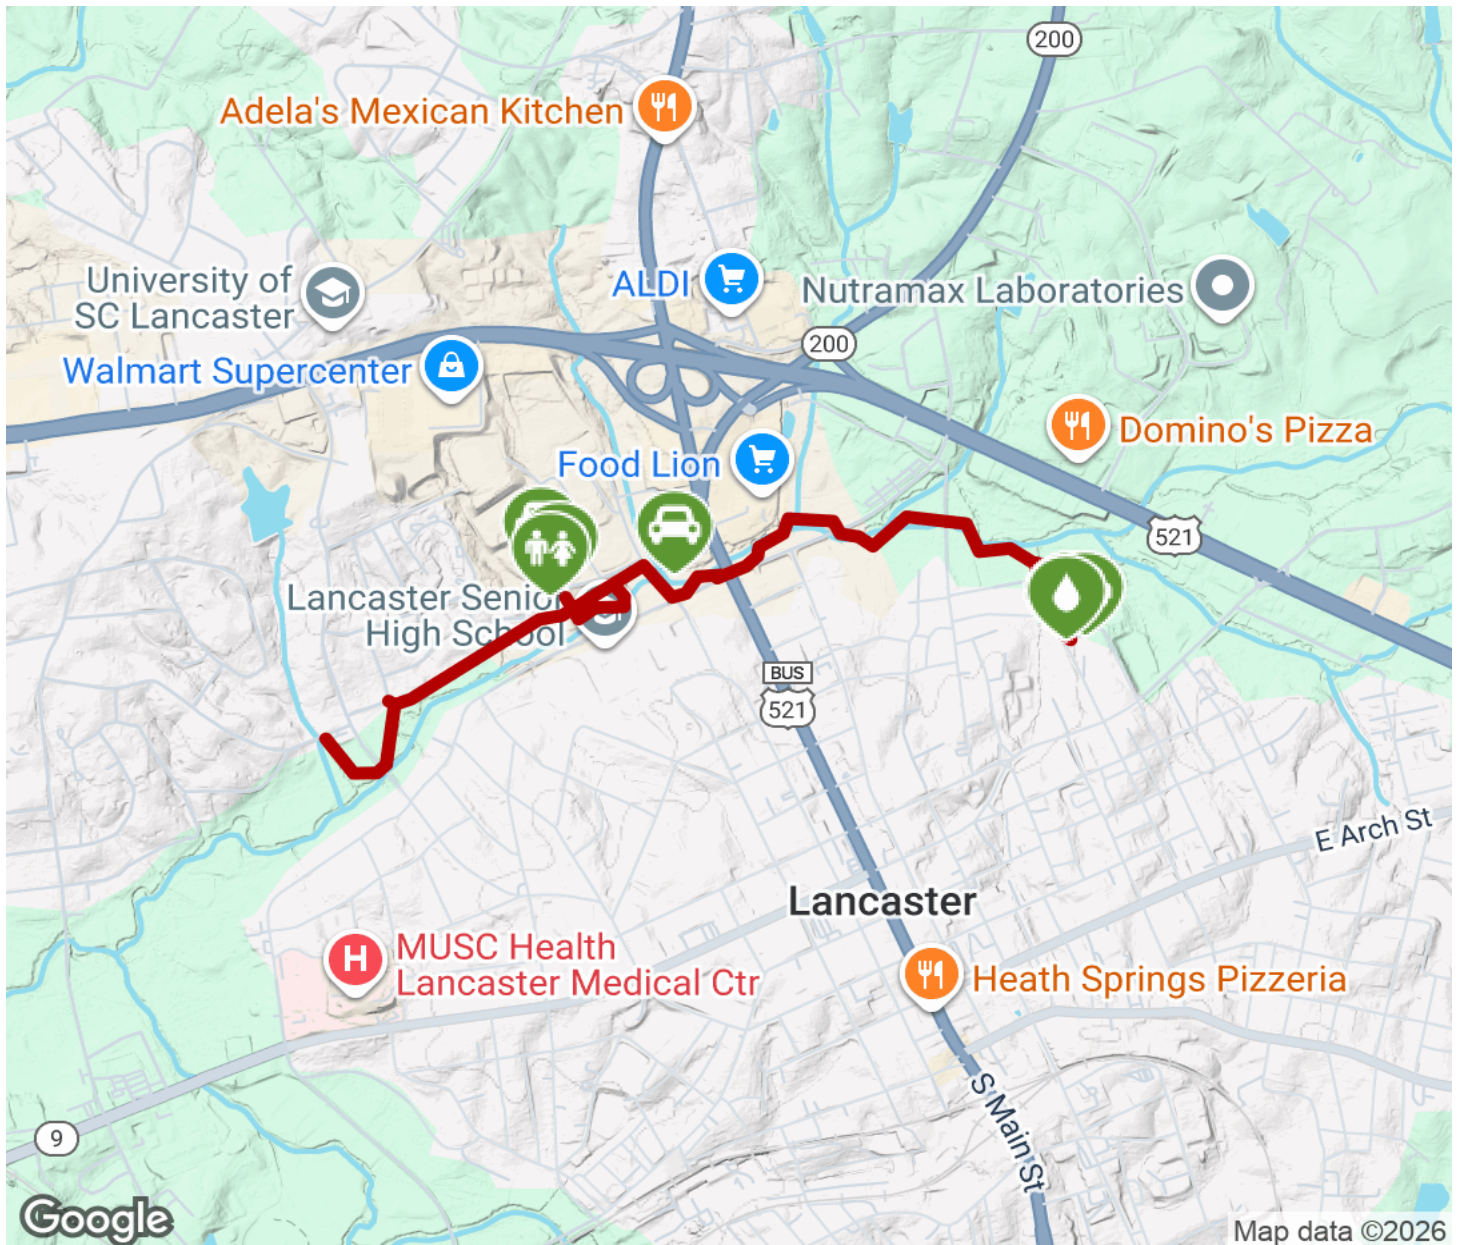 200
Adela's Mexican Kitchen
University of
SC Lancaster
ALDI
Nutramax Laboratories
200
Walmart Supercenter
Domino's Pizza
Food Lion
521
Lancaster Senior
High School
BUS
521
E Arch St
Lancaster
MUSC Health
Lancaster Medical Ctr
H
Heath Springs Pizzeria
S Main St
9
Google
Map data ©2026